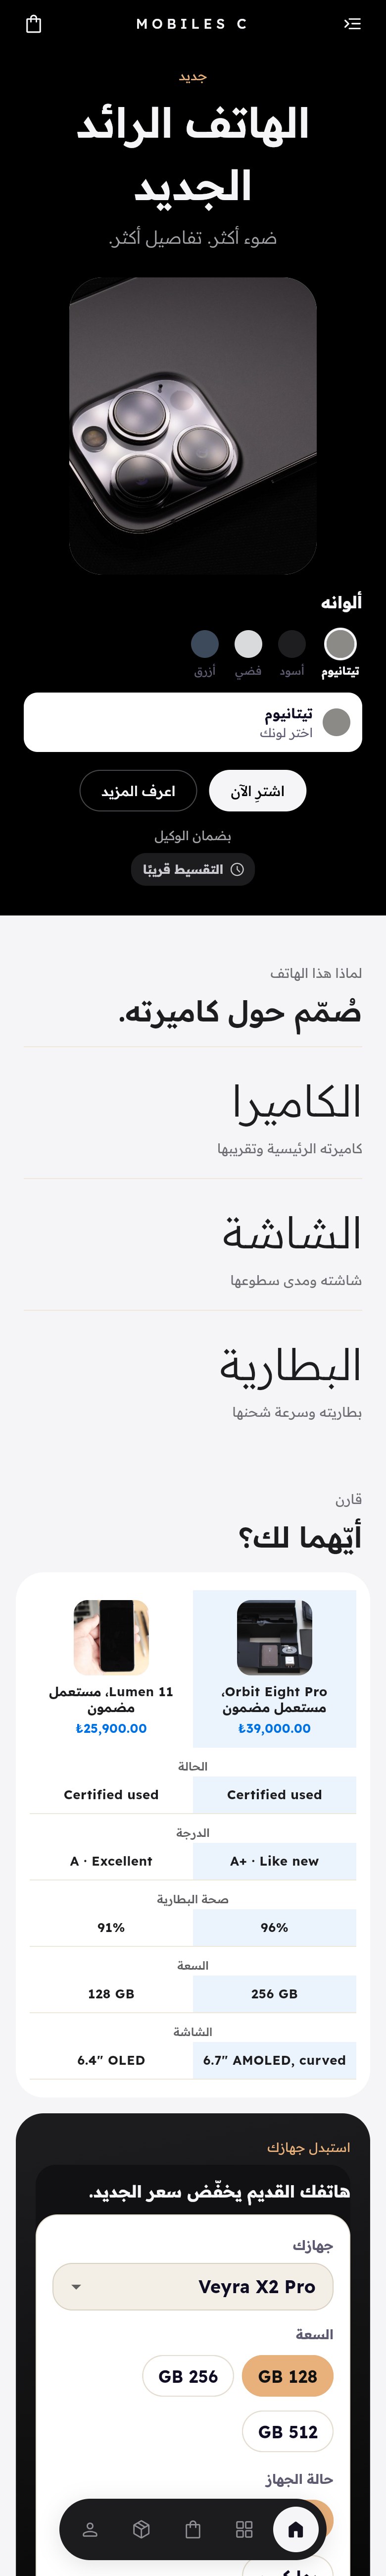 MOBILES C
جديد
الهاتف الرائد
الجديد
ضوء أكثر. تفاصيل أكثر.
ألوانه
تيتانيوم
أسود
فضي
أزرق
تيتانيوم
اختر لونك
اشترِ الآن
اعرف المزيد
بضمان الوكيل
التقسيط قريبًا
لماذا هذا الهاتف
صُمّم حول كاميرته.
الكاميرا
كاميرته الرئيسية وتقريبها
الشاشة
شاشته ومدى سطوعها
البطارية
بطاريته وسرعة شحنها
قارن
أيّهما لك؟
Orbit Eight Pro،
مستعمل مضمون
₺39,000.00
Lumen 11، مستعمل
مضمون
₺25,900.00
الحالة
Certified used
Certified used
الدرجة
A+ · Like new
A · Excellent
صحة البطارية
96%
91%
السعة
256 GB
128 GB
الشاشة
6.7" AMOLED, curved
6.4" OLED
استبدل جهازك
هاتفك القديم يخفّض سعر الجديد.
جهازك
Veyra X2 Pro
السعة
128 GB
256 GB
512 GB
حالة الجهاز